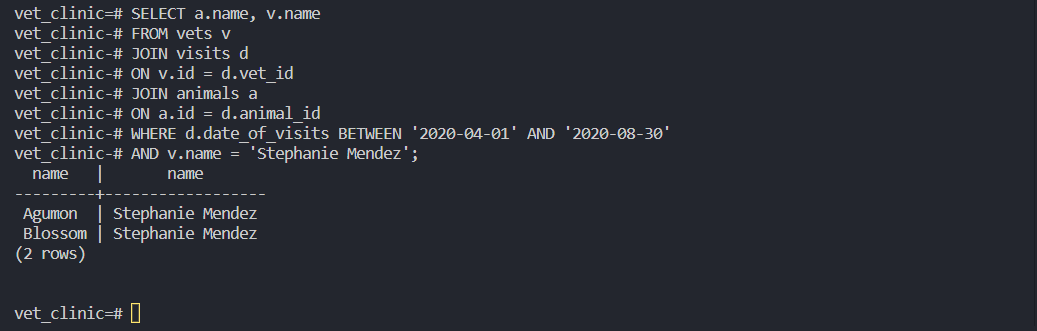 vet_clinic=# SELECT a.name, v.name
vet_clinic-# FROM vets v
vet_clinic-# JOIN visits d
vet_clinic-# ON v.id = d.vet_id
vet_clinic-# JOIN animals a
vet_clinic-# ON a.id = d.animal_id
vet_clinic-# WHERE d.date_of_visits BETWEEN '2020-04-01' AND '2020-08-30'
vet_clinic-# AND v.name = 'Stephanie Mendez';
  name   |       name
---------+------------------
 Agumon  | Stephanie Mendez
 Blossom | Stephanie Mendez
(2 rows)
vet_clinic=#